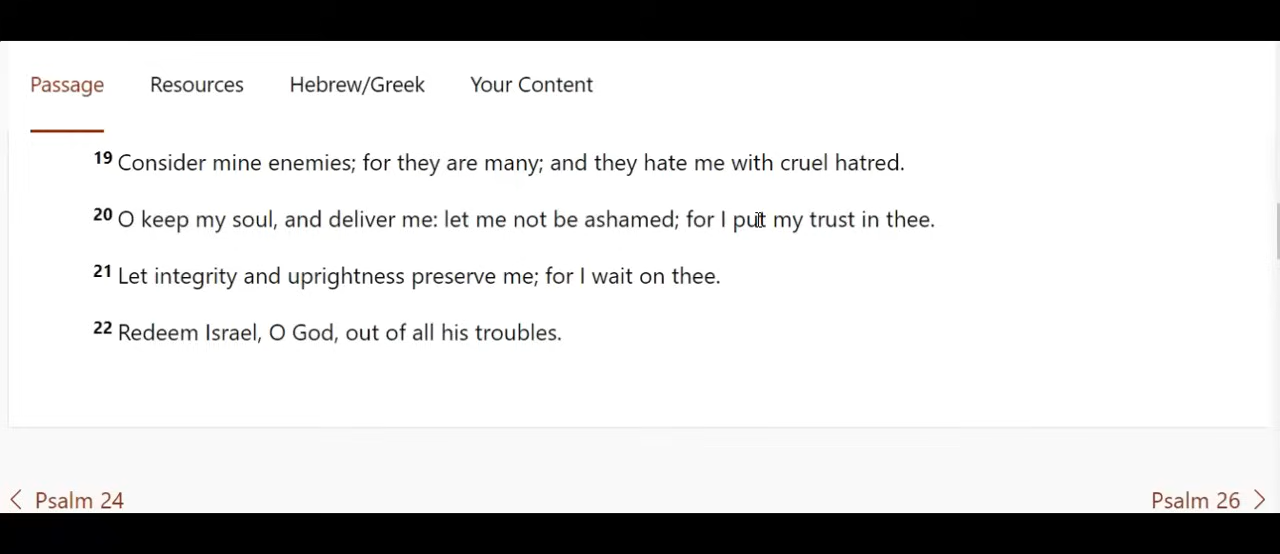 Passage Resources Hebrew/Greek Your Content
19 Consider mine enemies; for they are many; and they hate me with cruel hatred.
20 O keep my soul, and deliver me: let me not be ashamed; for I put my trust in thee.
21 Let integrity and uprightness preserve me; for I wait on thee.
22 Redeem Israel, O God, out of all his troubles.
< Psalm 24 Psalm 26 >